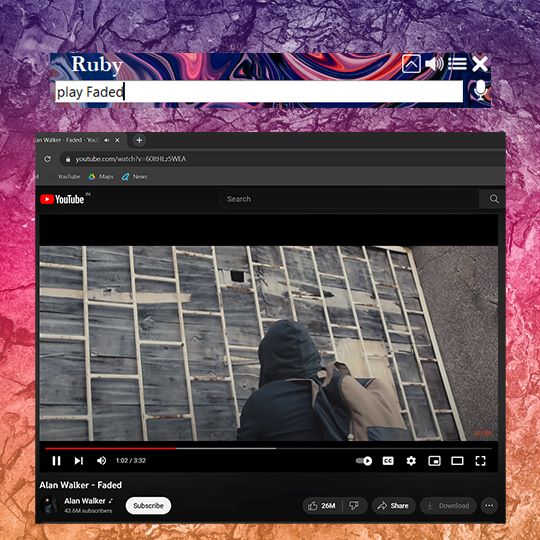 Ruby
play Faded
lan Walker - Faded - YouT
youtube.com/watch?v=60ItHLz5WEA
YouTube
Maps
News
YouTube IN
Search
1:02 / 3:32
CC
Alan Walker - Faded
Alan Walker
43.6M subscribers
Subscribe
26M
Share
Download